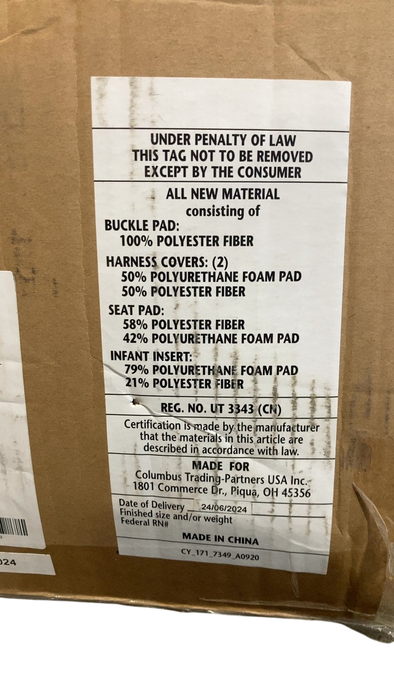 UNDER PENALTY OF LAW
THIS TAG NOT TO BE REMOVED
EXCEPT BY THE CONSUMER
ALL NEW MATERIAL
consisting of
BUCKLE PAD:
100% POLYESTER FIBER
HARNESS COVERS: (2)
50% POLYURETHANE FOAM PAD
50% POLYESTER FIBER
SEAT PAD:
58% POLYESTER FIBER
42% POLYURETHANE FOAM PAD
INFANT INSERT:
79% POLYURETHANE FOAM PAD
21% POLYESTER FIBER
REG. NO. UT 3343 (CN)
Certification is made by the manufacturer
that the materials in this article are
described in accordance with law.
MADE FOR
Columbus Trading-Partners USA Inc.
1801 Commerce Dr., Piqua, OH 45356
Date of Delivery 24/06/2024
Finished size and/or weight
Federal RN#
MADE IN CHINA
CY_171_7349_A0920